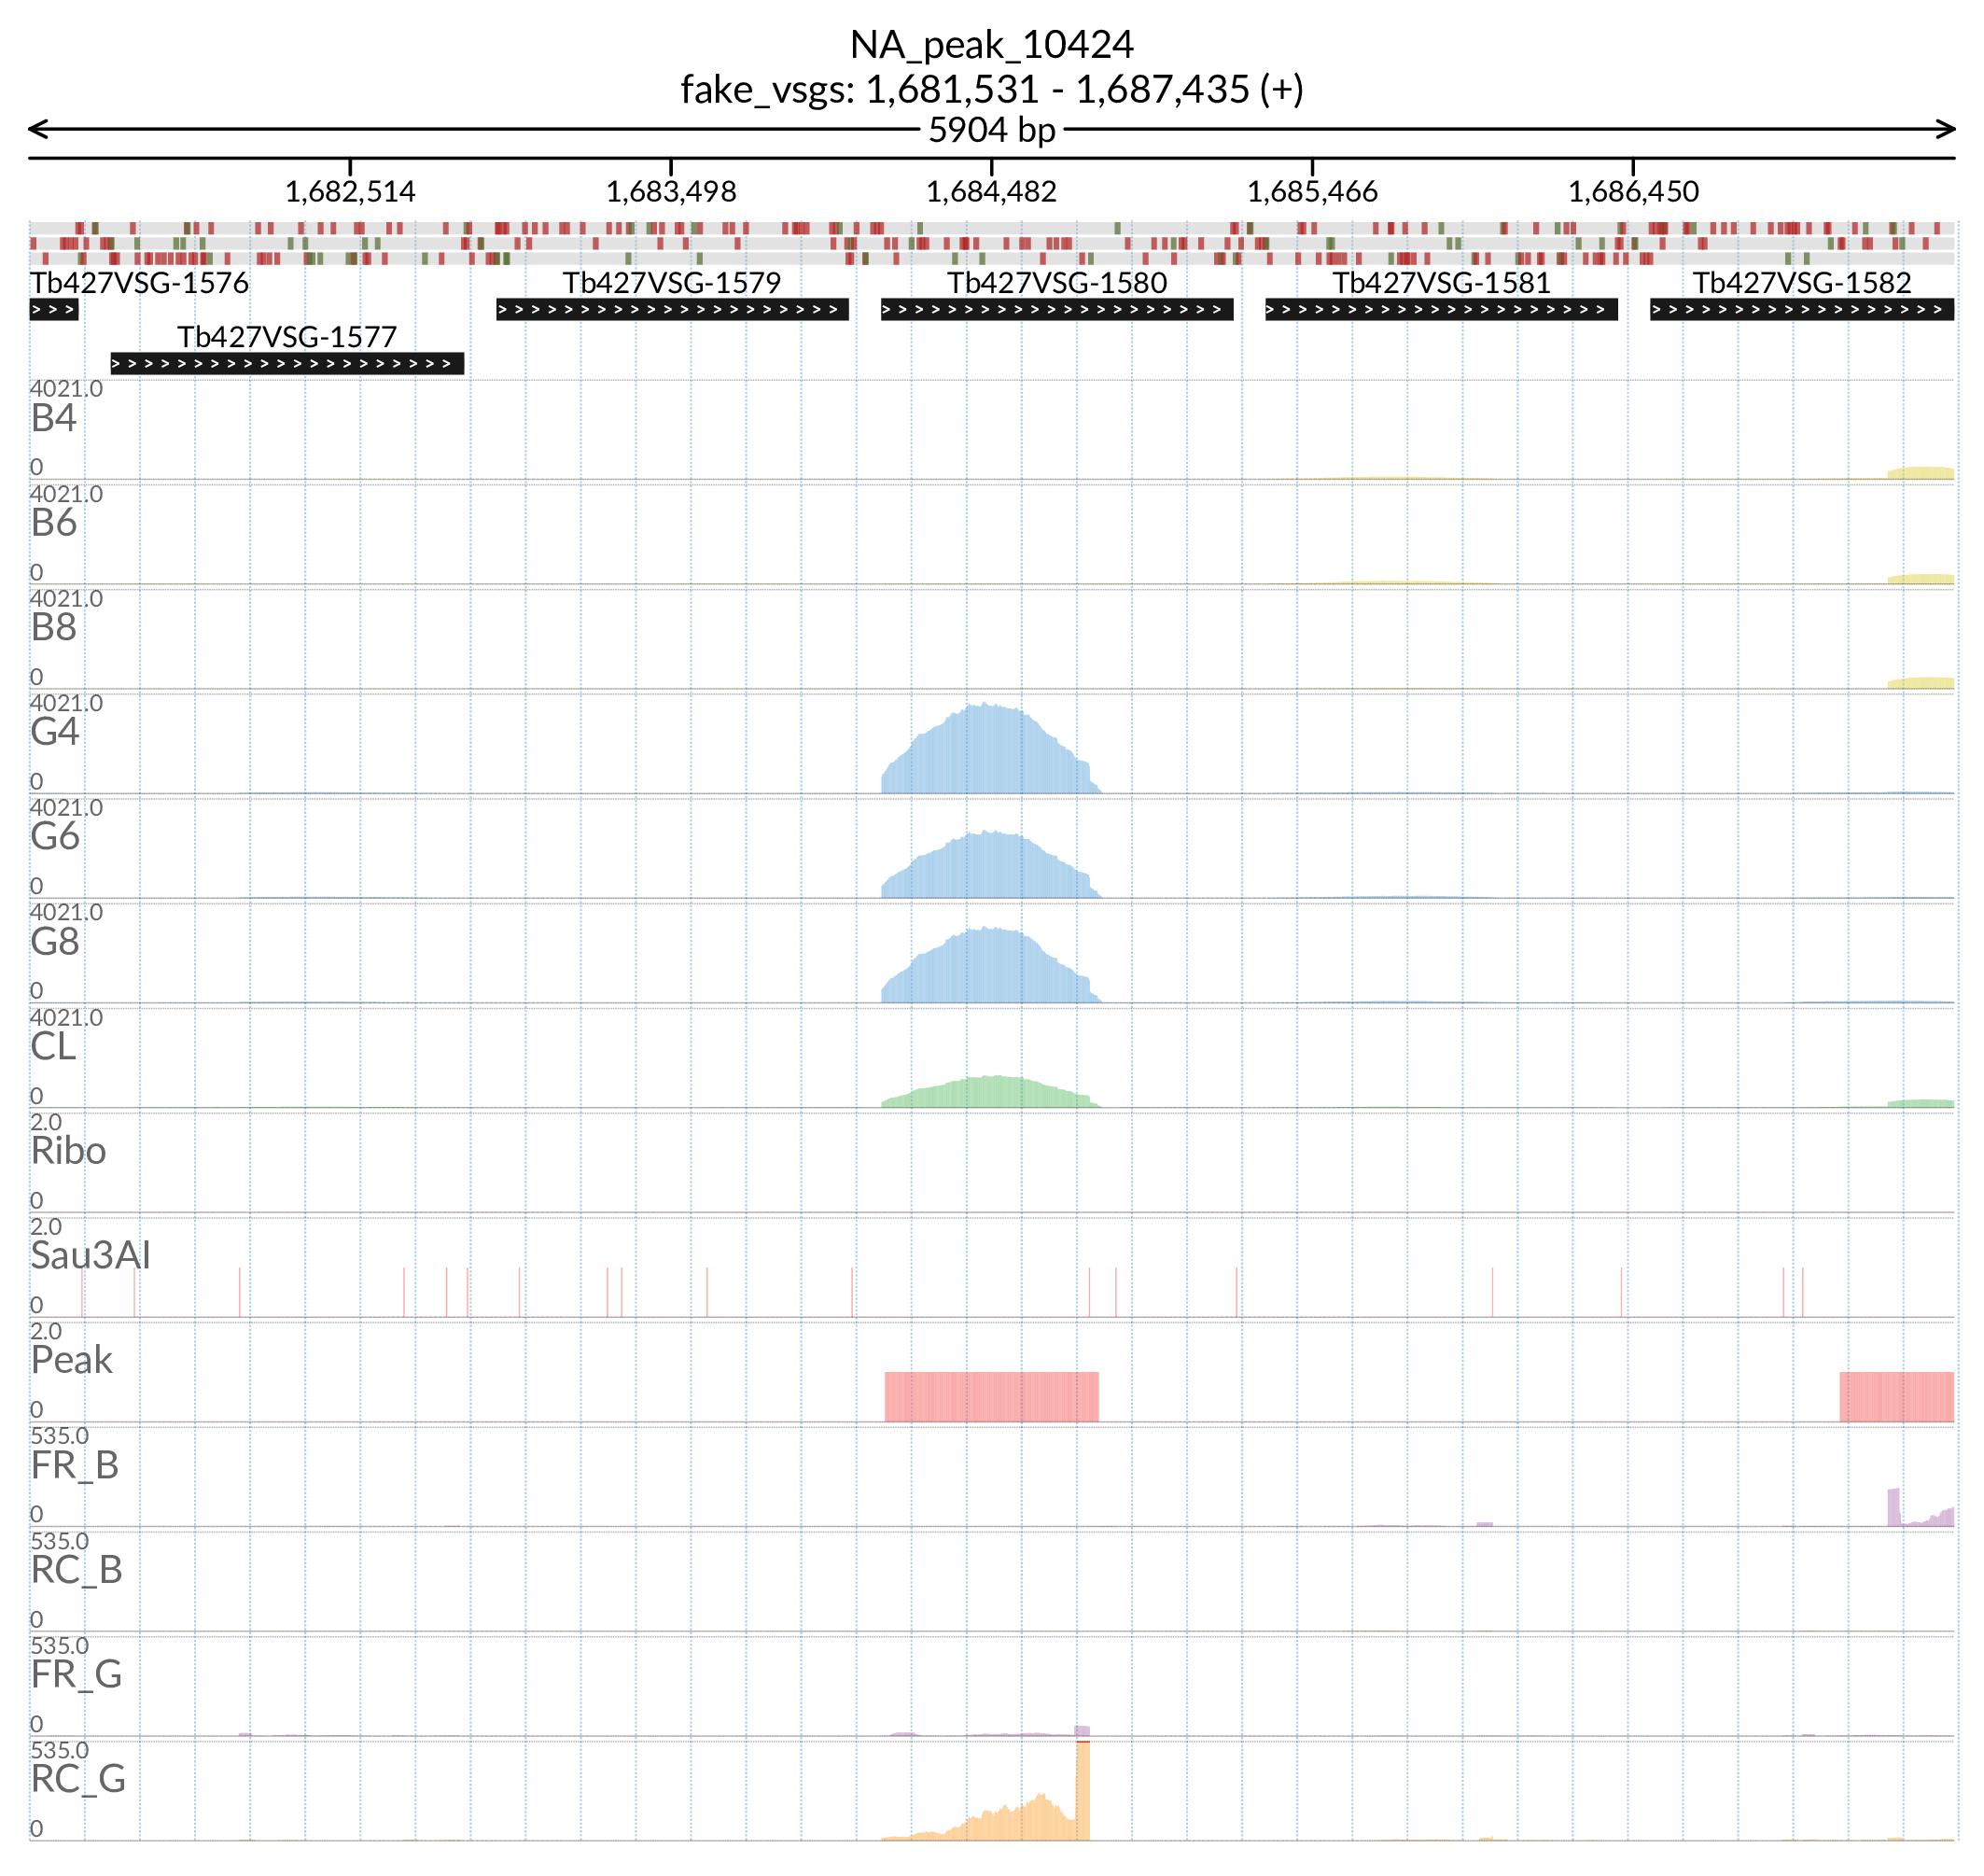 NA_peak_10424
fake_vsgs: 1,681,531 - 1,687,435 (+)
5904 bp
1,682,514 1,683,498 1,684,482 1,685,466 1,686,450
Tb427VSG-1576 Tb427VSG-1579 Tb427VSG-1580 Tb427VSG-1581 Tb427VSG-1582
Tb427VSG-1577
4021.0
B4
0
4021.0
B6
0
4021.0
B8
0
4021.0
G4
0
4021.0
G6
0
4021.0
G8
0
4021.0
CL
0
2.0
Ribo
0
2.0
Sau3AI
0
2.0
Peak
0
535.0
FR_B
0
535.0
RC_B
0
535.0
FR_G
0
535.0
RC_G
0